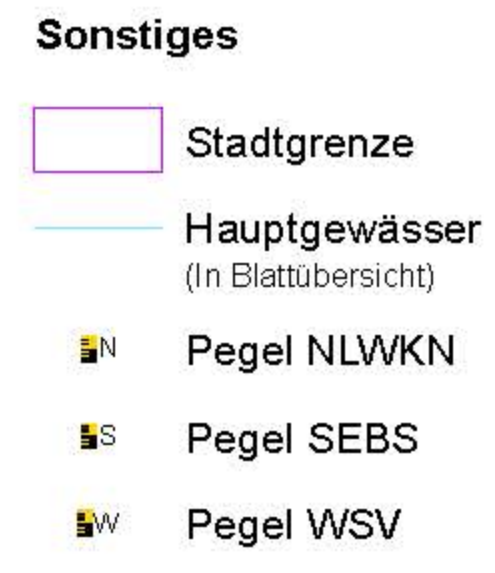 Sonstiges
Stadtgrenze
Hauptgewässer
(In Blattübersicht)
N Pegel NLWKN
S Pegel SEBS
W Pegel WSV